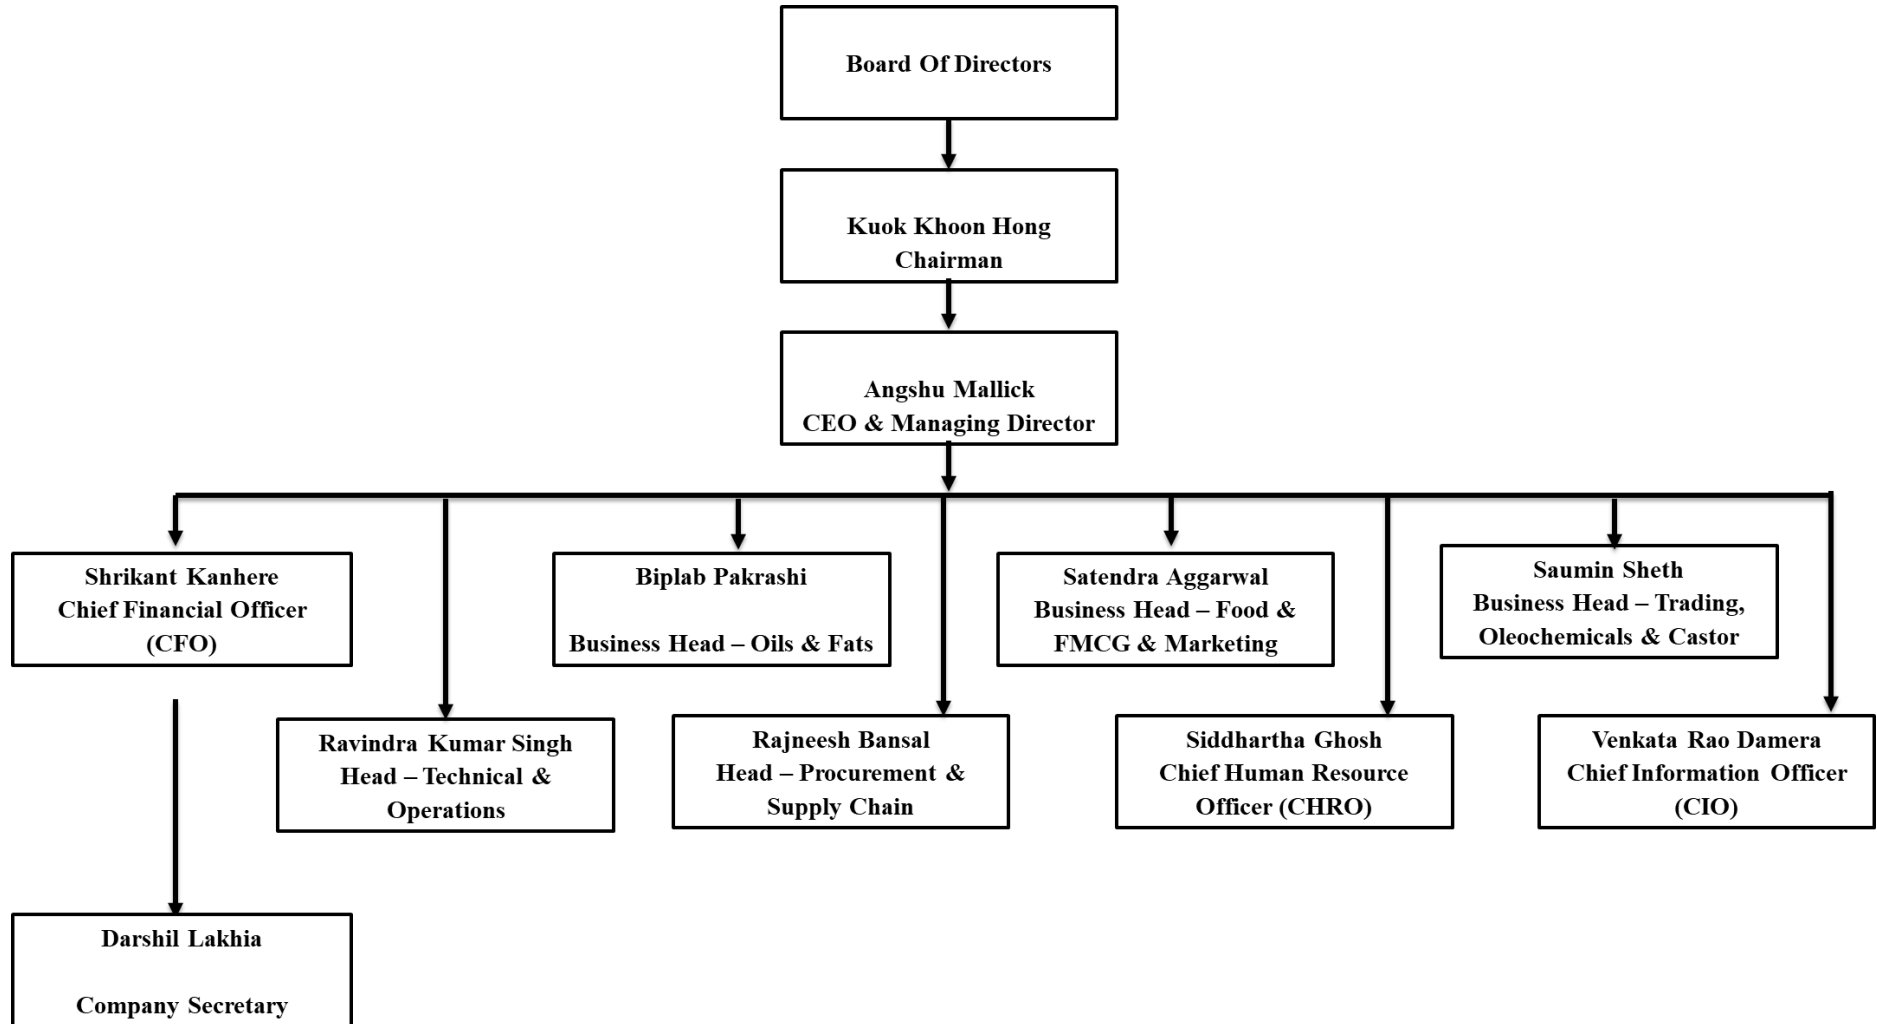 Board Of Directors
Kuok Khoon Hong
Chairman
Angshu Mallick
CEO & Managing Director
Shrikant Kanhere
Chief Financial Officer
(CFO)
Biplab Pakrashi
Business Head – Oils & Fats
Satendra Aggarwal
Business Head – Food &
FMCG & Marketing
Saumin Sheth
Business Head – Trading,
Oleochemicals & Castor
Ravindra Kumar Singh
Head – Technical &
Operations
Rajneesh Bansal
Head – Procurement &
Supply Chain
Siddhartha Ghosh
Chief Human Resource
Officer (CHRO)
Venkata Rao Damera
Chief Information Officer
(CIO)
Darshil Lakhia
Company Secretary